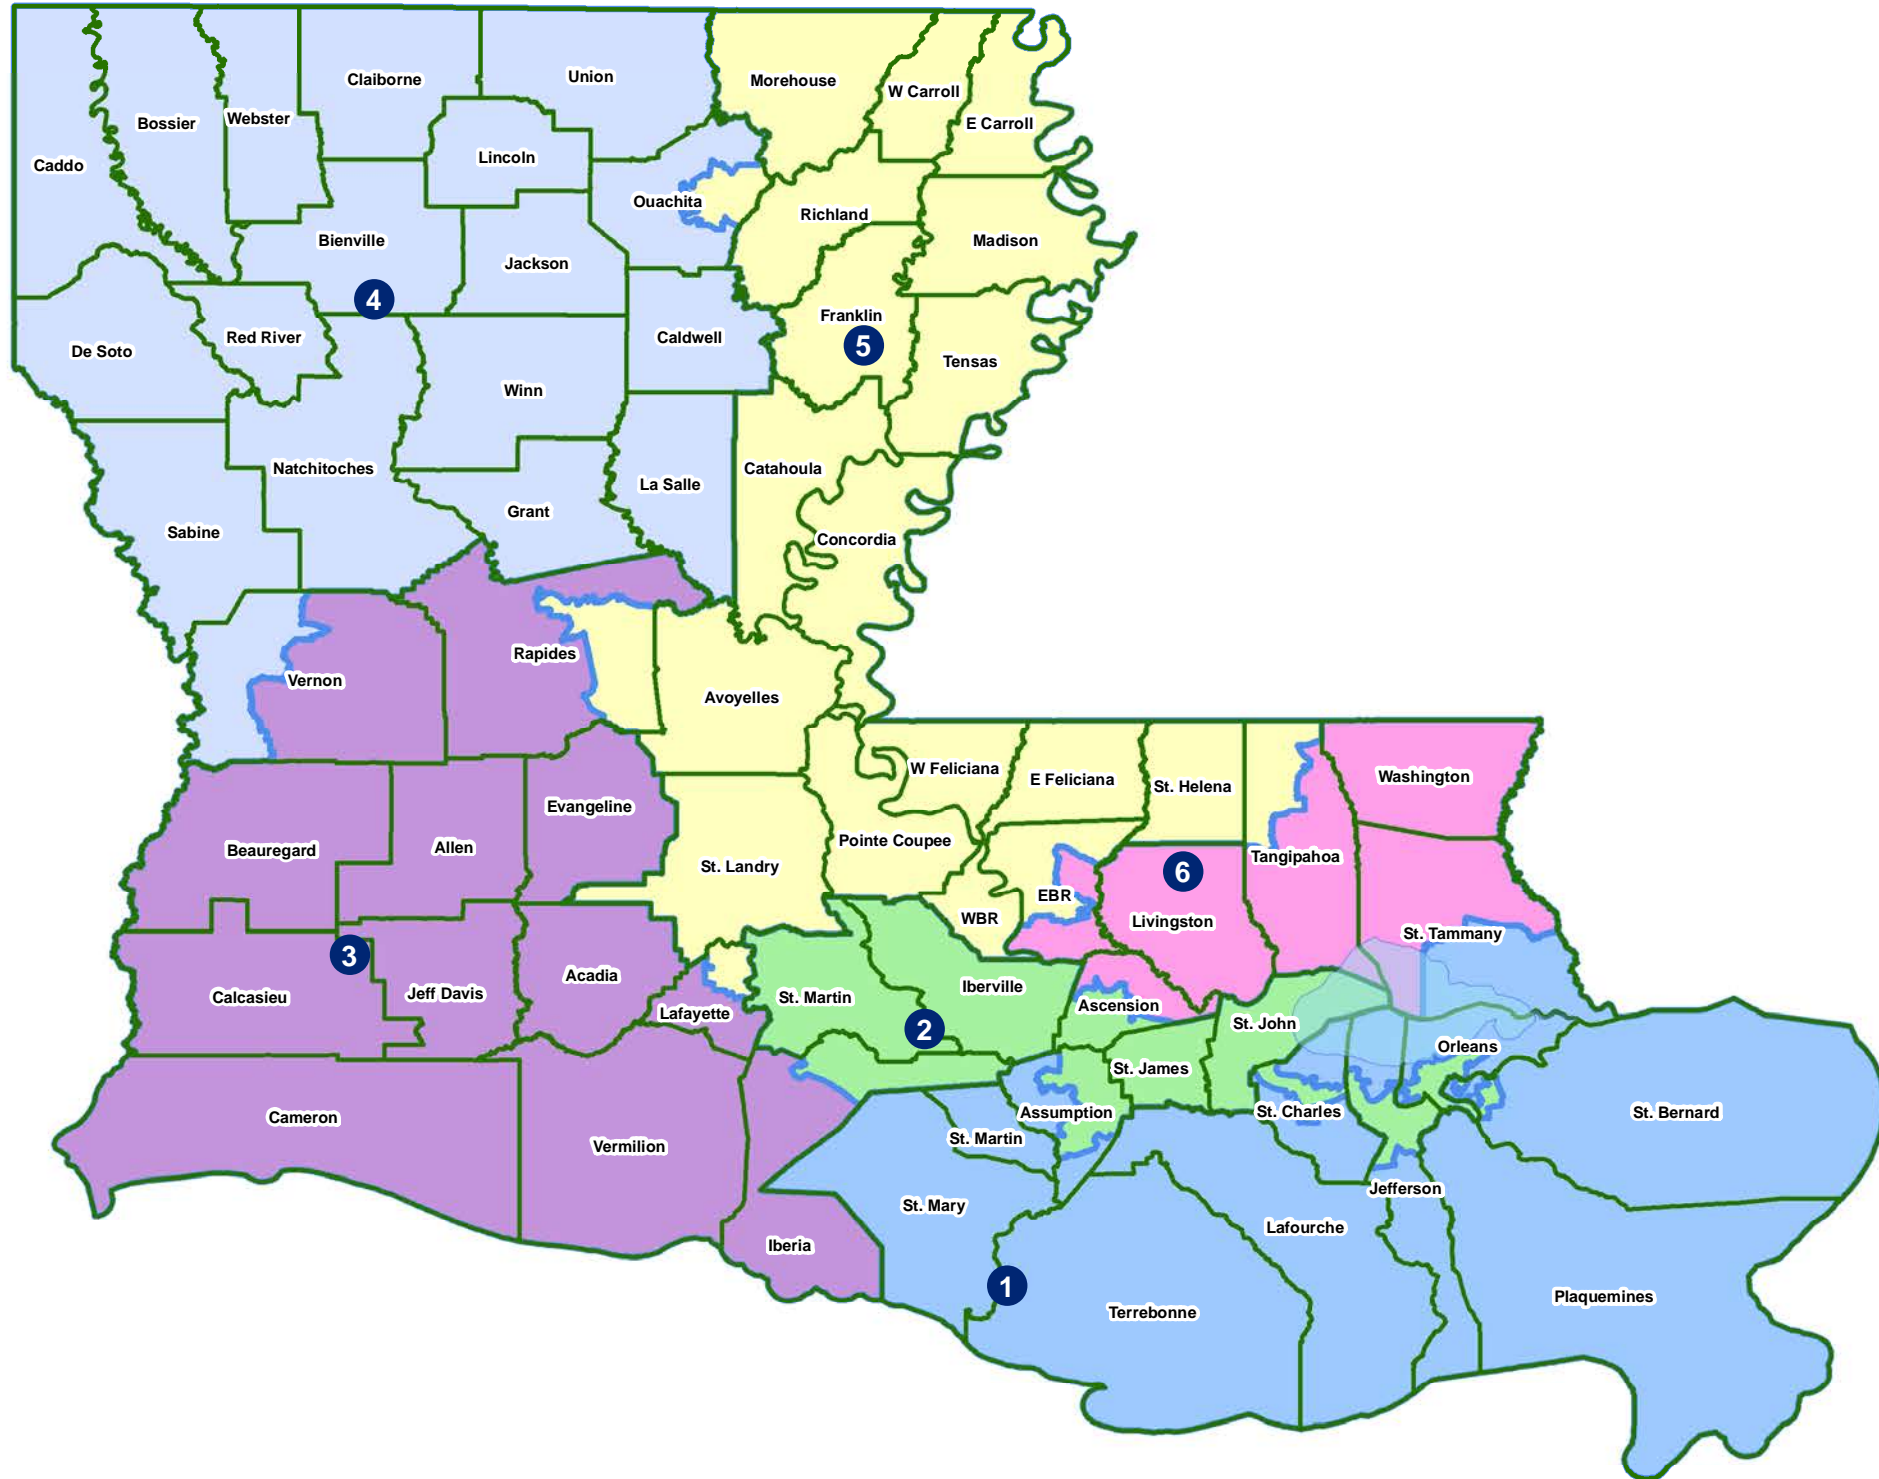 Claiborne
Union
Morehouse
W Carroll
E Carroll
Bossier
Webster
Caddo
Lincoln
Ouachita
Richland
Madison
Bienville
Jackson
4
Red River
De Soto
Caldwell
Franklin
5
Tensas
Winn
Natchitoches
Catahoula
La Salle
Grant
Sabine
Concordia
Rapides
Vernon
Avoyelles
W Feliciana
E Feliciana
St. Helena
Washington
Evangeline
Beauregard
Allen
Pointe Coupee
St. Landry
Tangipahoa
6
EBR
WBR
Livingston
St. Tammany
3
Acadia
Calcasieu
Jeff Davis
Lafayette
St. Martin
Iberville
Ascension
2
St. John
Orleans
St. James
Cameron
Assumption
St. Charles
St. Bernard
Vermilion
St. Martin
St. Mary
Jefferson
Lafourche
Iberia
1
Terrebonne
Plaquemines